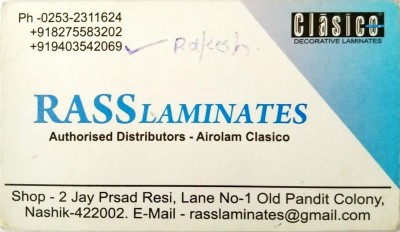 Ph -0253-2311624
+918275583202
+919403542069 Rakesh.
Clásico
DECORATIVE LAMINATES
RASS LAMINATES
Authorised Distributors - Airolam Clasico
Shop - 2 Jay Prsad Resi, Lane No-1 Old Pandit Colony,
Nashik-422002. E-Mail - rasslaminates@gmail.com